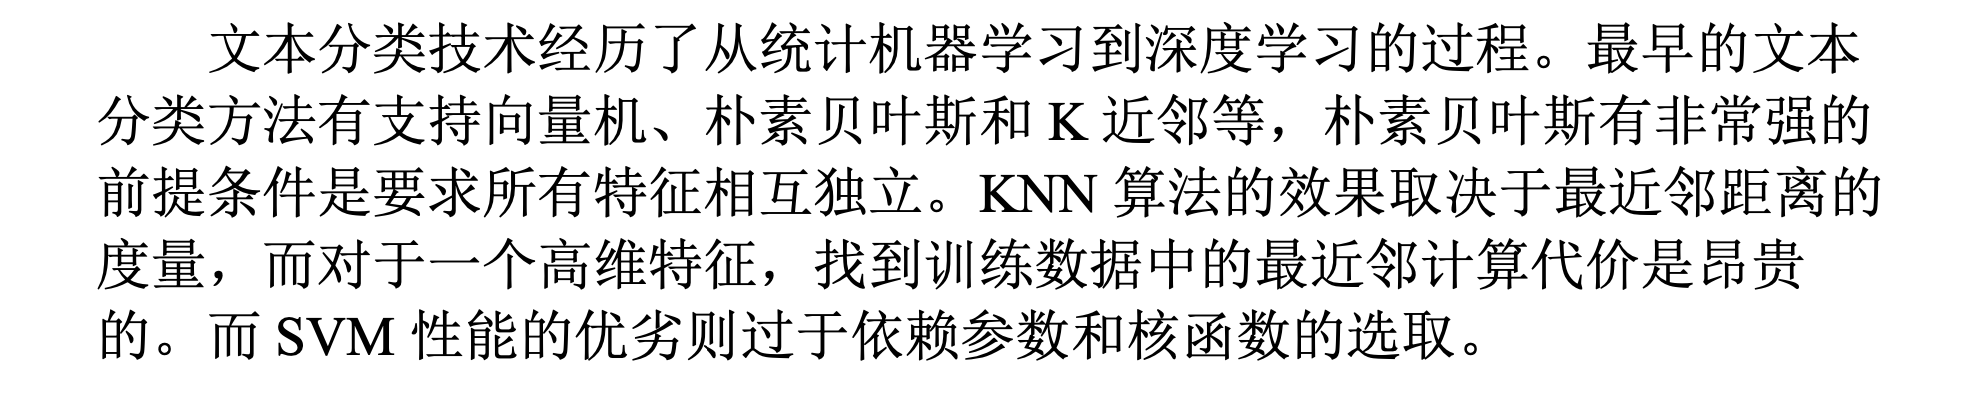 文本分类技术经历了从统计机器学习到深度学习的过程。最早的文本
分类方法有支持向量机、朴素贝叶斯和 K 近邻等，朴素贝叶斯有非常强的
前提条件是要求所有特征相互独立。KNN 算法的效果取决于最近邻距离的
度量，而对于一个高维特征，找到训练数据中的最近邻计算代价是昂贵
的。而 SVM 性能的优劣则过于依赖参数和核函数的选取。